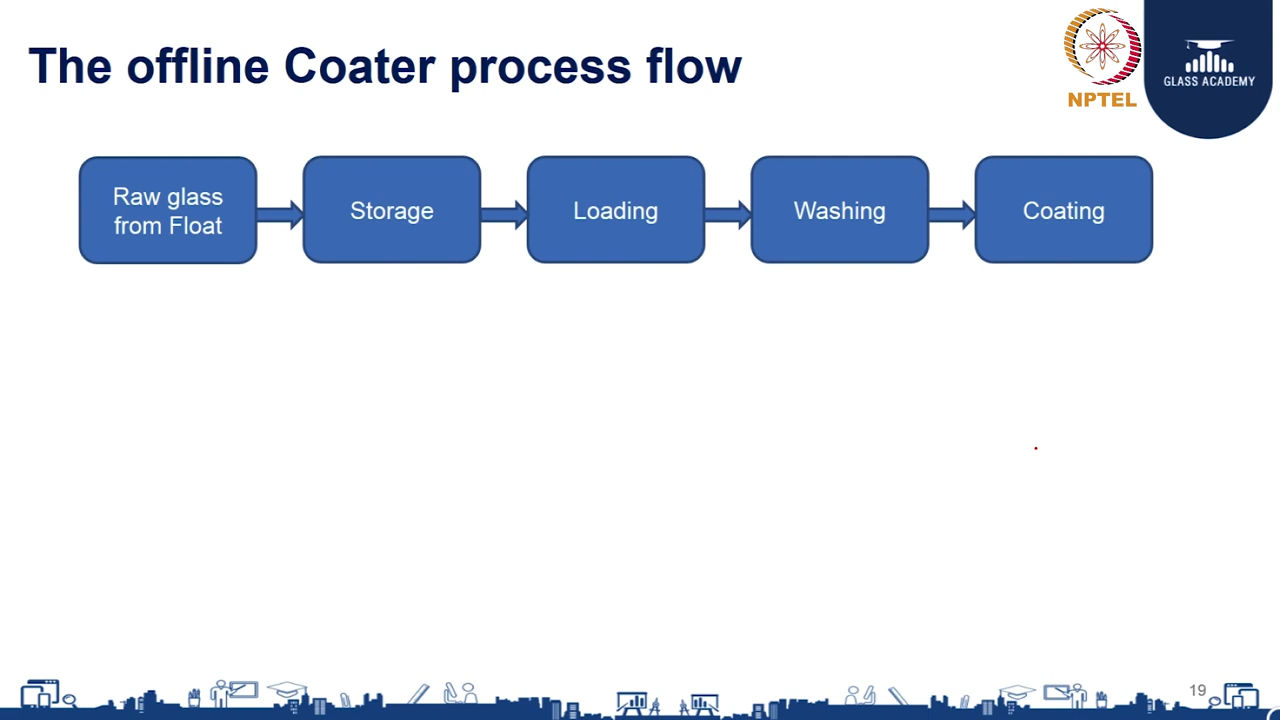 The offline Coater process flow
NPTEL
GLASS ACADEMY
Raw glass
from Float
Storage
Loading
Washing
Coating
19